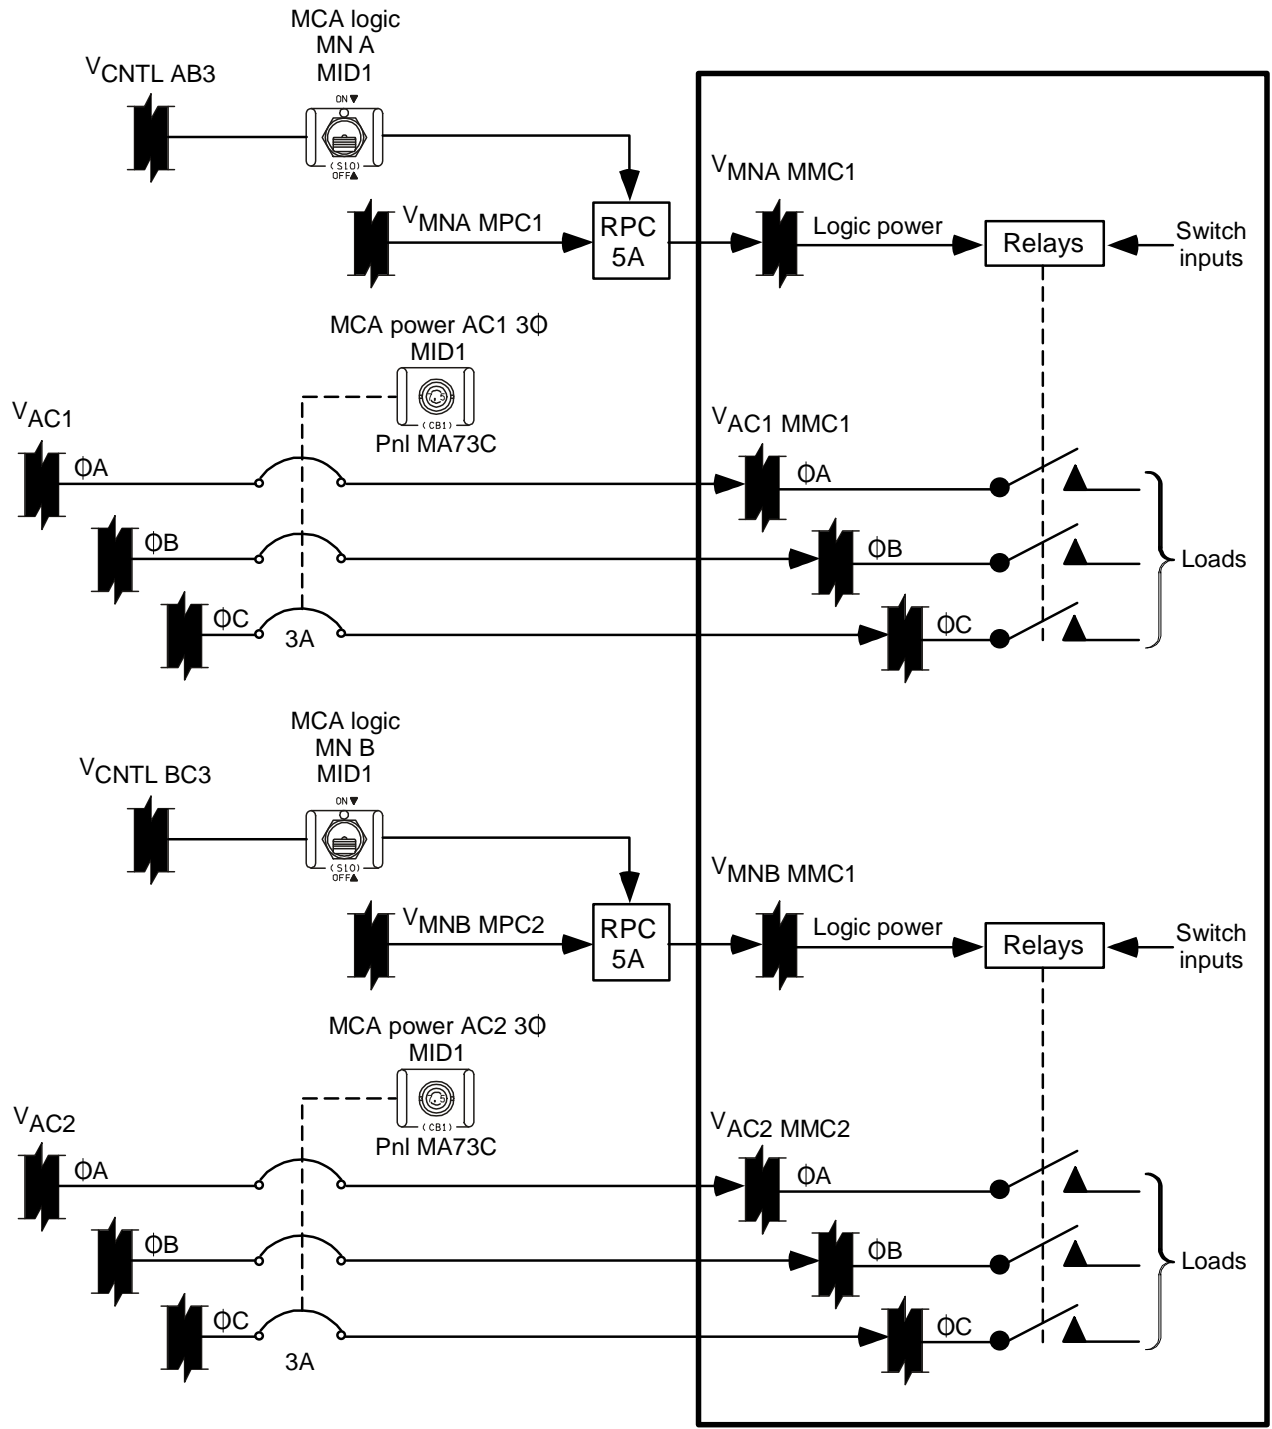 MCA logic
MN A
MID1
VCNTL AB3
ON
(S10)
OFF
VMNA MPC1
RPC
5A
VMNA MMC1
Logic power
Relays
Switch
inputs
MCA power AC1 3Φ
MID1
(CB1)
Pnl MA73C
VAC1
ΦA
ΦB
ΦC
3A
VAC1 MMC1
ΦA
ΦB
ΦC
Loads
MCA logic
MN B
MID1
VCNTL BC3
ON
(S10)
OFF
VMNB MPC2
RPC
5A
VMNB MMC1
Logic power
Relays
Switch
inputs
MCA power AC2 3Φ
MID1
(CB1)
Pnl MA73C
VAC2
ΦA
ΦB
ΦC
3A
VAC2 MMC2
ΦA
ΦB
ΦC
Loads